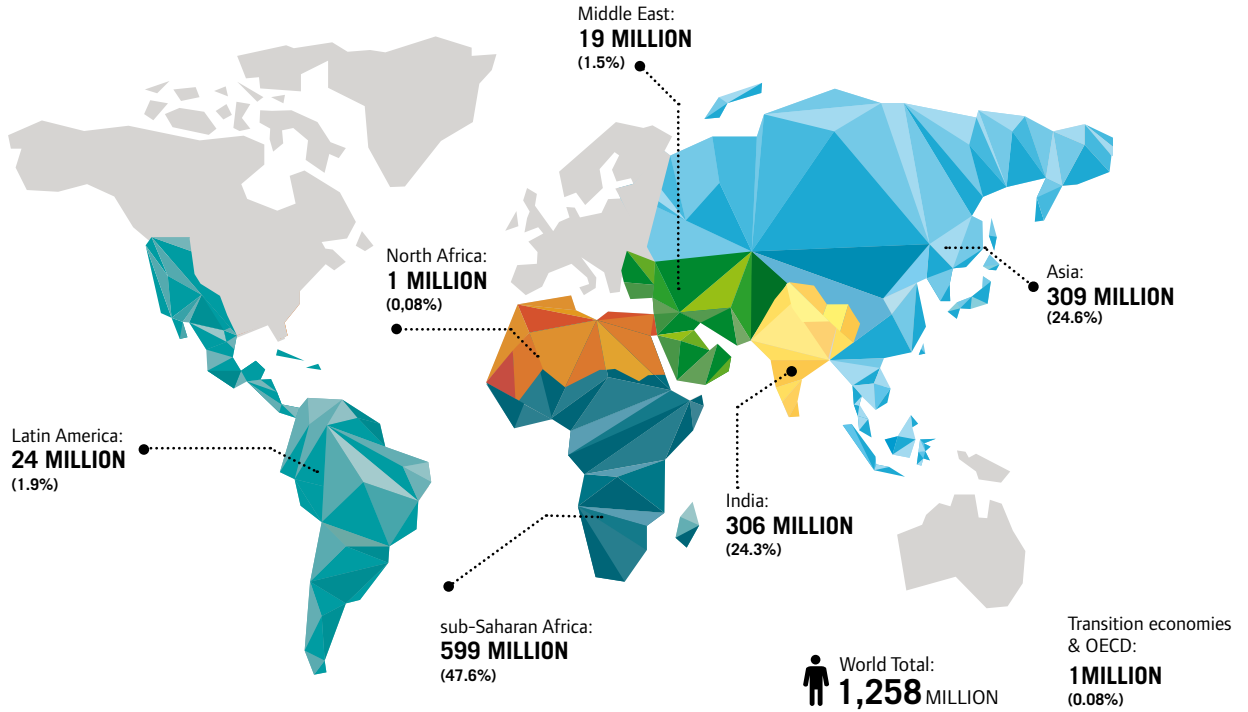 Middle East:
19 MILLION
(1.5%)
North Africa:
1 MILLION
(0,08%)
Asia:
309 MILLION
(24.6%)
Latin America:
24 MILLION
(1.9%)
India:
306 MILLION
(24.3%)
sub-Saharan Africa:
599 MILLION
(47.6%)
World Total:
1,258 MILLION
Transition economies
& OECD:
1MILLION
(0.08%)